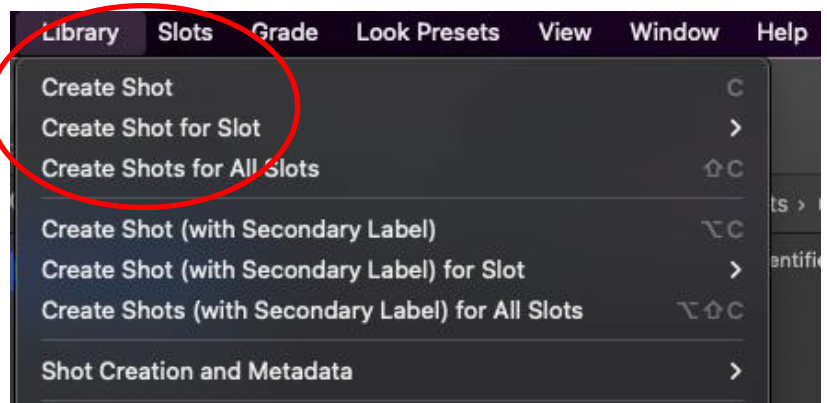 Library Slots Grade Look Presets View Window Help
Create Shot C
Create Shot for Slot >
Create Shots for All Slots ⇧C
ts ›
Create Shot (with Secondary Label) ⌥C
entifie
Create Shot (with Secondary Label) for Slot >
Create Shots (with Secondary Label) for All Slots ⌥⇧C
Shot Creation and Metadata >